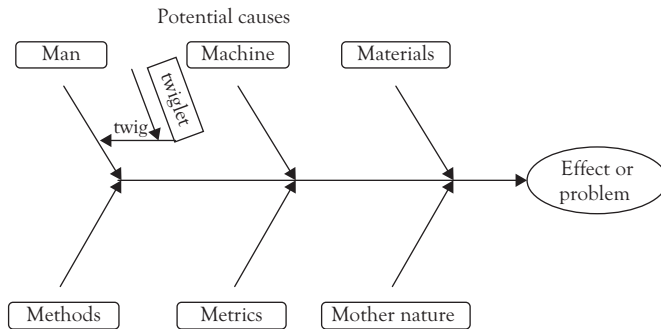 Potential causes
Man
Machine
Materials
twiglet
twig
Effect or
problem
Methods
Metrics
Mother nature